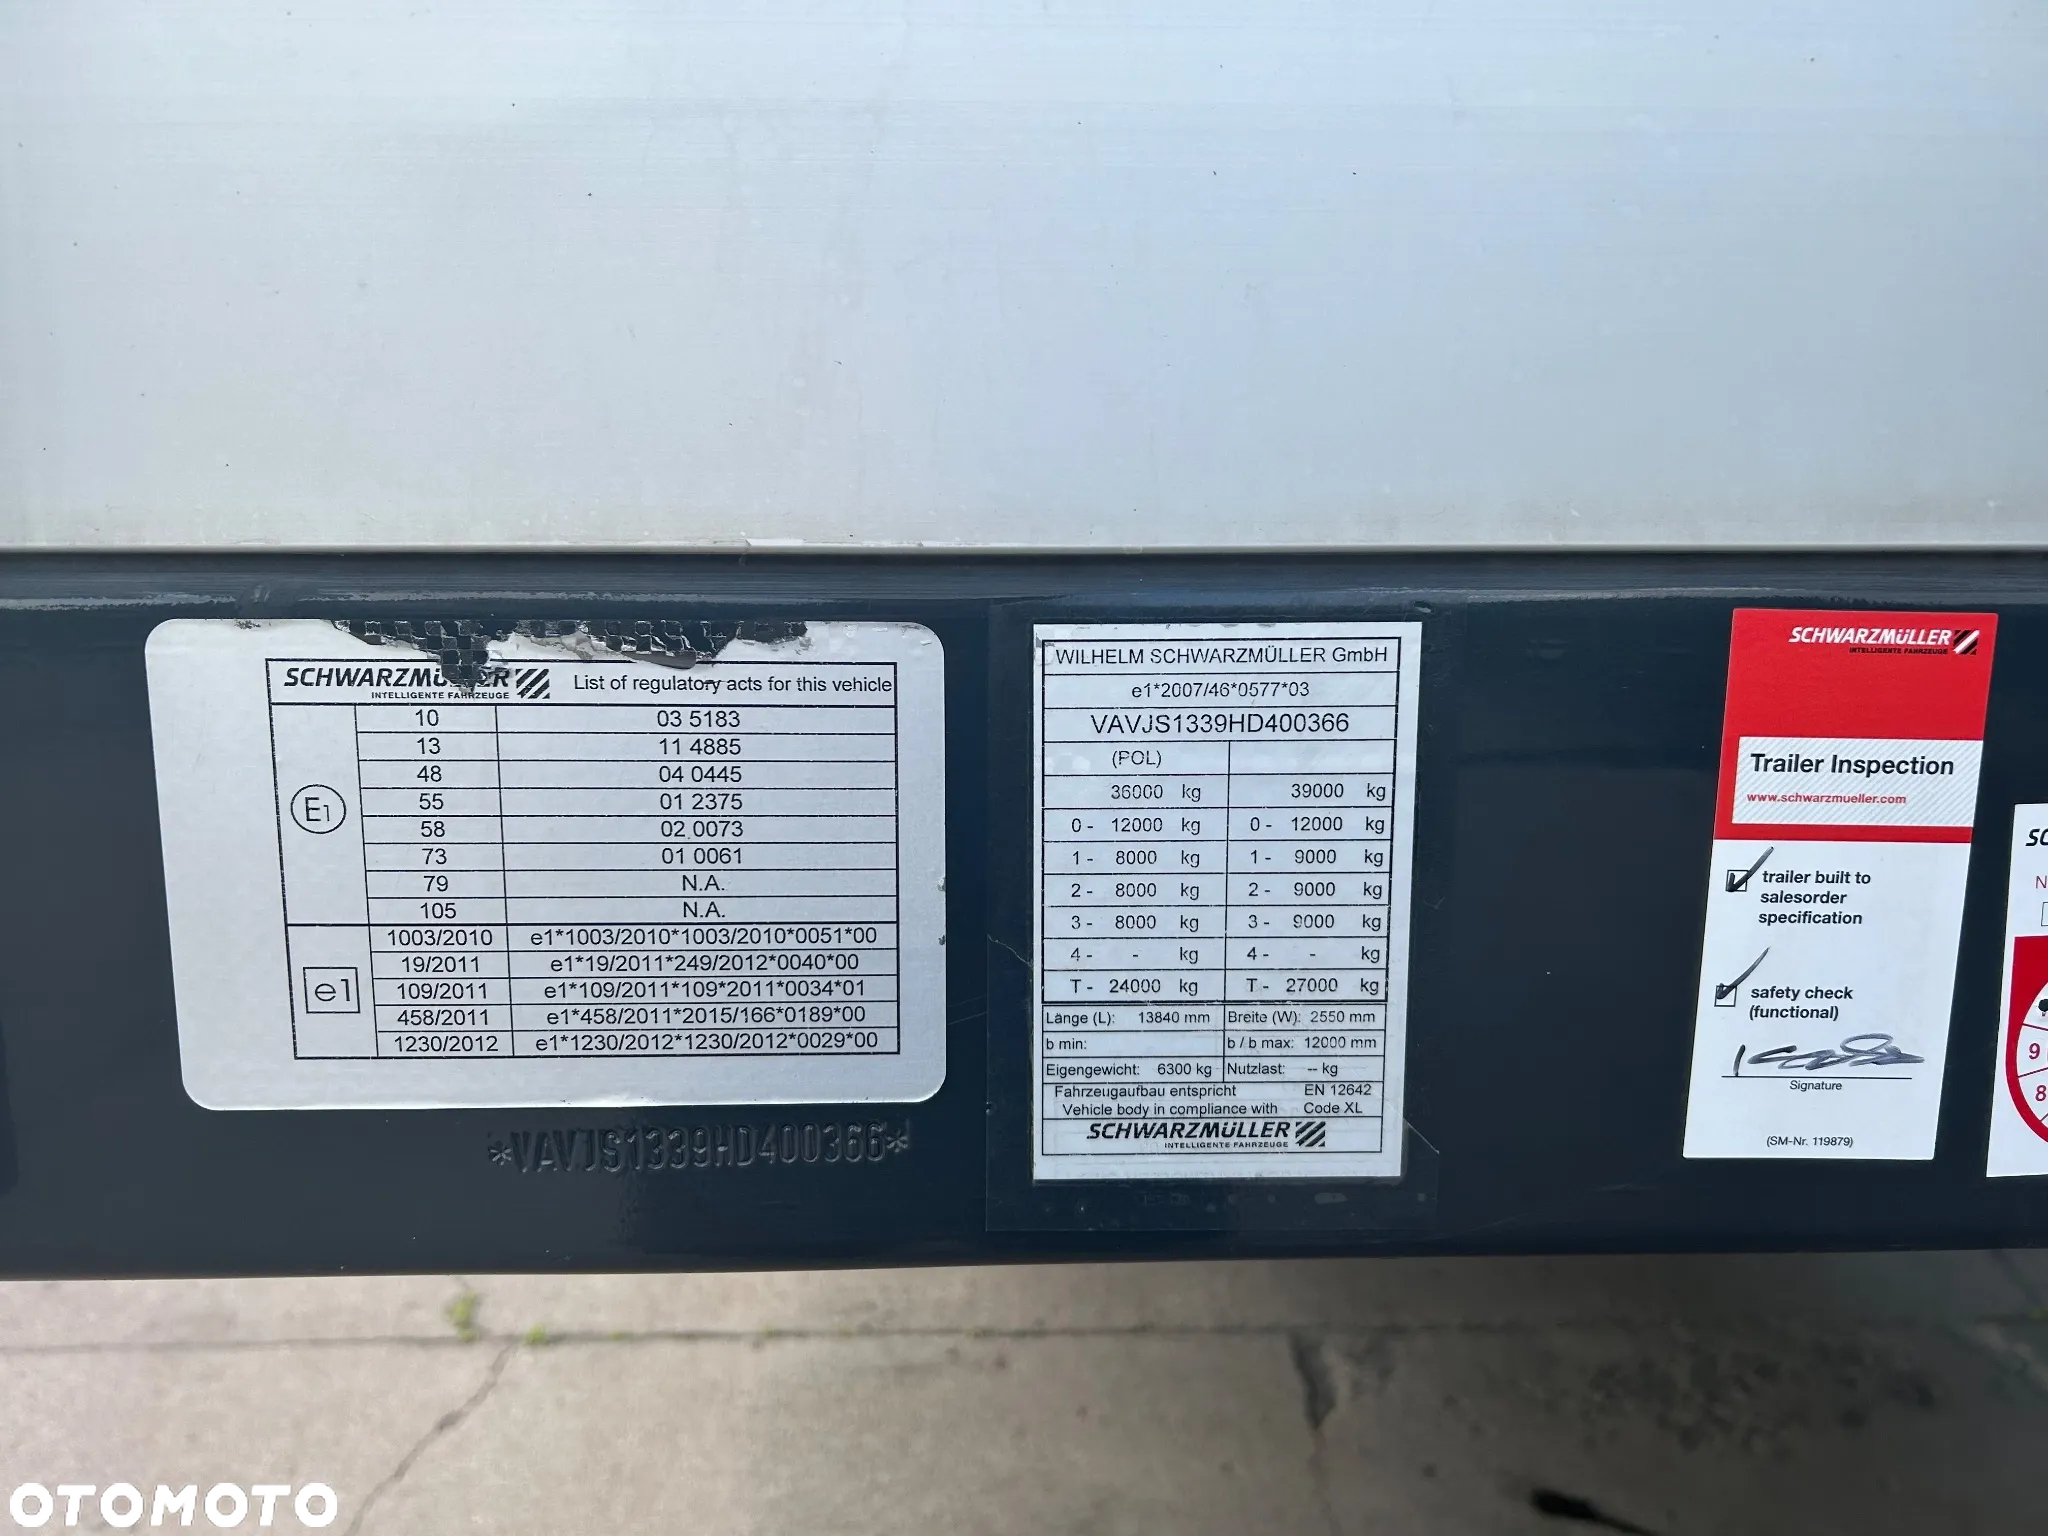 SCHWARZMÜLLER
INTELLIGENTE FAHRZEUGE
List of regulatory acts for this vehicle
E1
10 03 5183
13 11 4885
48 04 0445
55 01 2375
58 02 0073
73 01 0061
79 N.A.
105 N.A.
e1
1003/2010 e1*1003/2010*1003/2010*0051*00
19/2011 e1*19/2011*249/2012*0040*00
109/2011 e1*109/2011*109*2011*0034*01
458/2011 e1*458/2011*2015/166*0189*00
1230/2012 e1*1230/2012*1230/2012*0029*00
*VAVJS1339HD400366*
WILHELM SCHWARZMÜLLER GmbH
e1*2007/46*0577*03
VAVJS1339HD400366
(POL)
36000 kg 39000 kg
0 - 12000 kg 0 - 12000 kg
1 - 8000 kg 1 - 9000 kg
2 - 8000 kg 2 - 9000 kg
3 - 8000 kg 3 - 9000 kg
4 - - kg 4 - - kg
T - 24000 kg T - 27000 kg
Länge (L): 13840 mm Breite (W): 2550 mm
b min: b / b max: 12000 mm
Eigengewicht: 6300 kg Nutzlast: -- kg
Fahrzeugaufbau entspricht EN 12642
Vehicle body in compliance with Code XL
SCHWARZMÜLLER
INTELLIGENTE FAHRZEUGE
SCHWARZMÜLLER
INTELLIGENTE FAHRZEUGE
Trailer Inspection
www.schwarzmueller.com
trailer built to
salesorder
specification
safety check
(functional)
Signature
(SM-Nr. 119879)
9
8
OTOMOTO